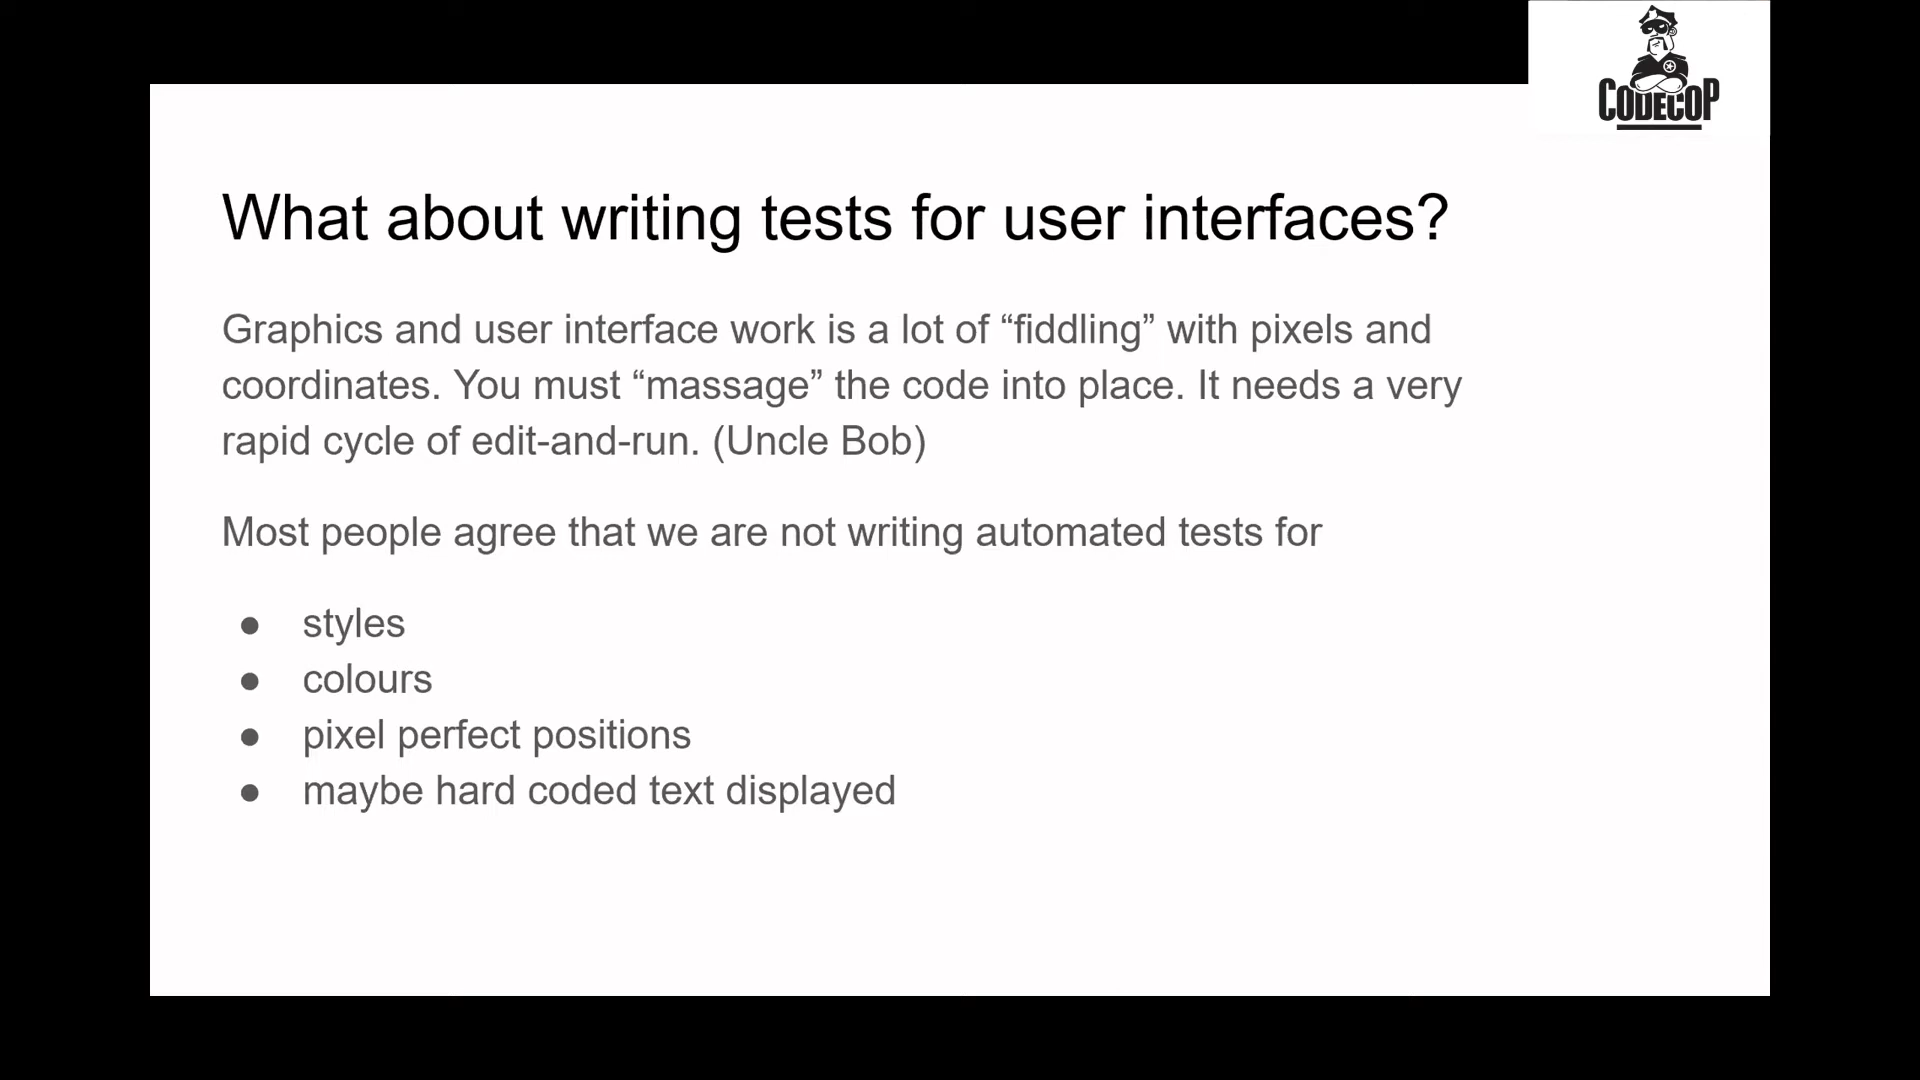 CODECOP
What about writing tests for user interfaces?
Graphics and user interface work is a lot of “fiddling” with pixels and
coordinates. You must “massage” the code into place. It needs a very
rapid cycle of edit-and-run. (Uncle Bob)
Most people agree that we are not writing automated tests for
● styles
● colours
● pixel perfect positions
● maybe hard coded text displayed